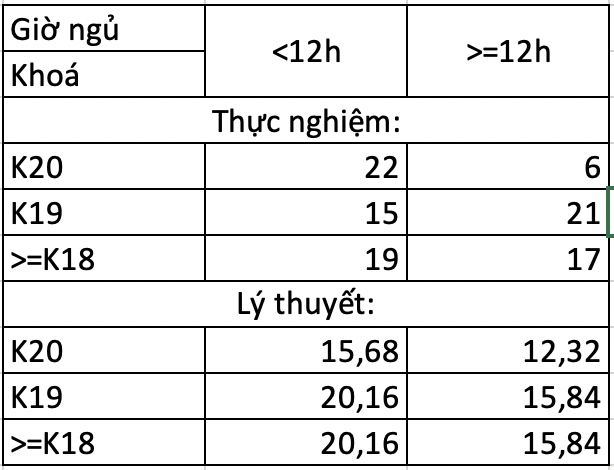 Giờ ngủ
Khoá
<12h >=12h
Thực nghiệm:
K20 22 6
K19 15 21
>=K18 19 17
Lý thuyết:
K20 15,68 12,32
K19 20,16 15,84
>=K18 20,16 15,84